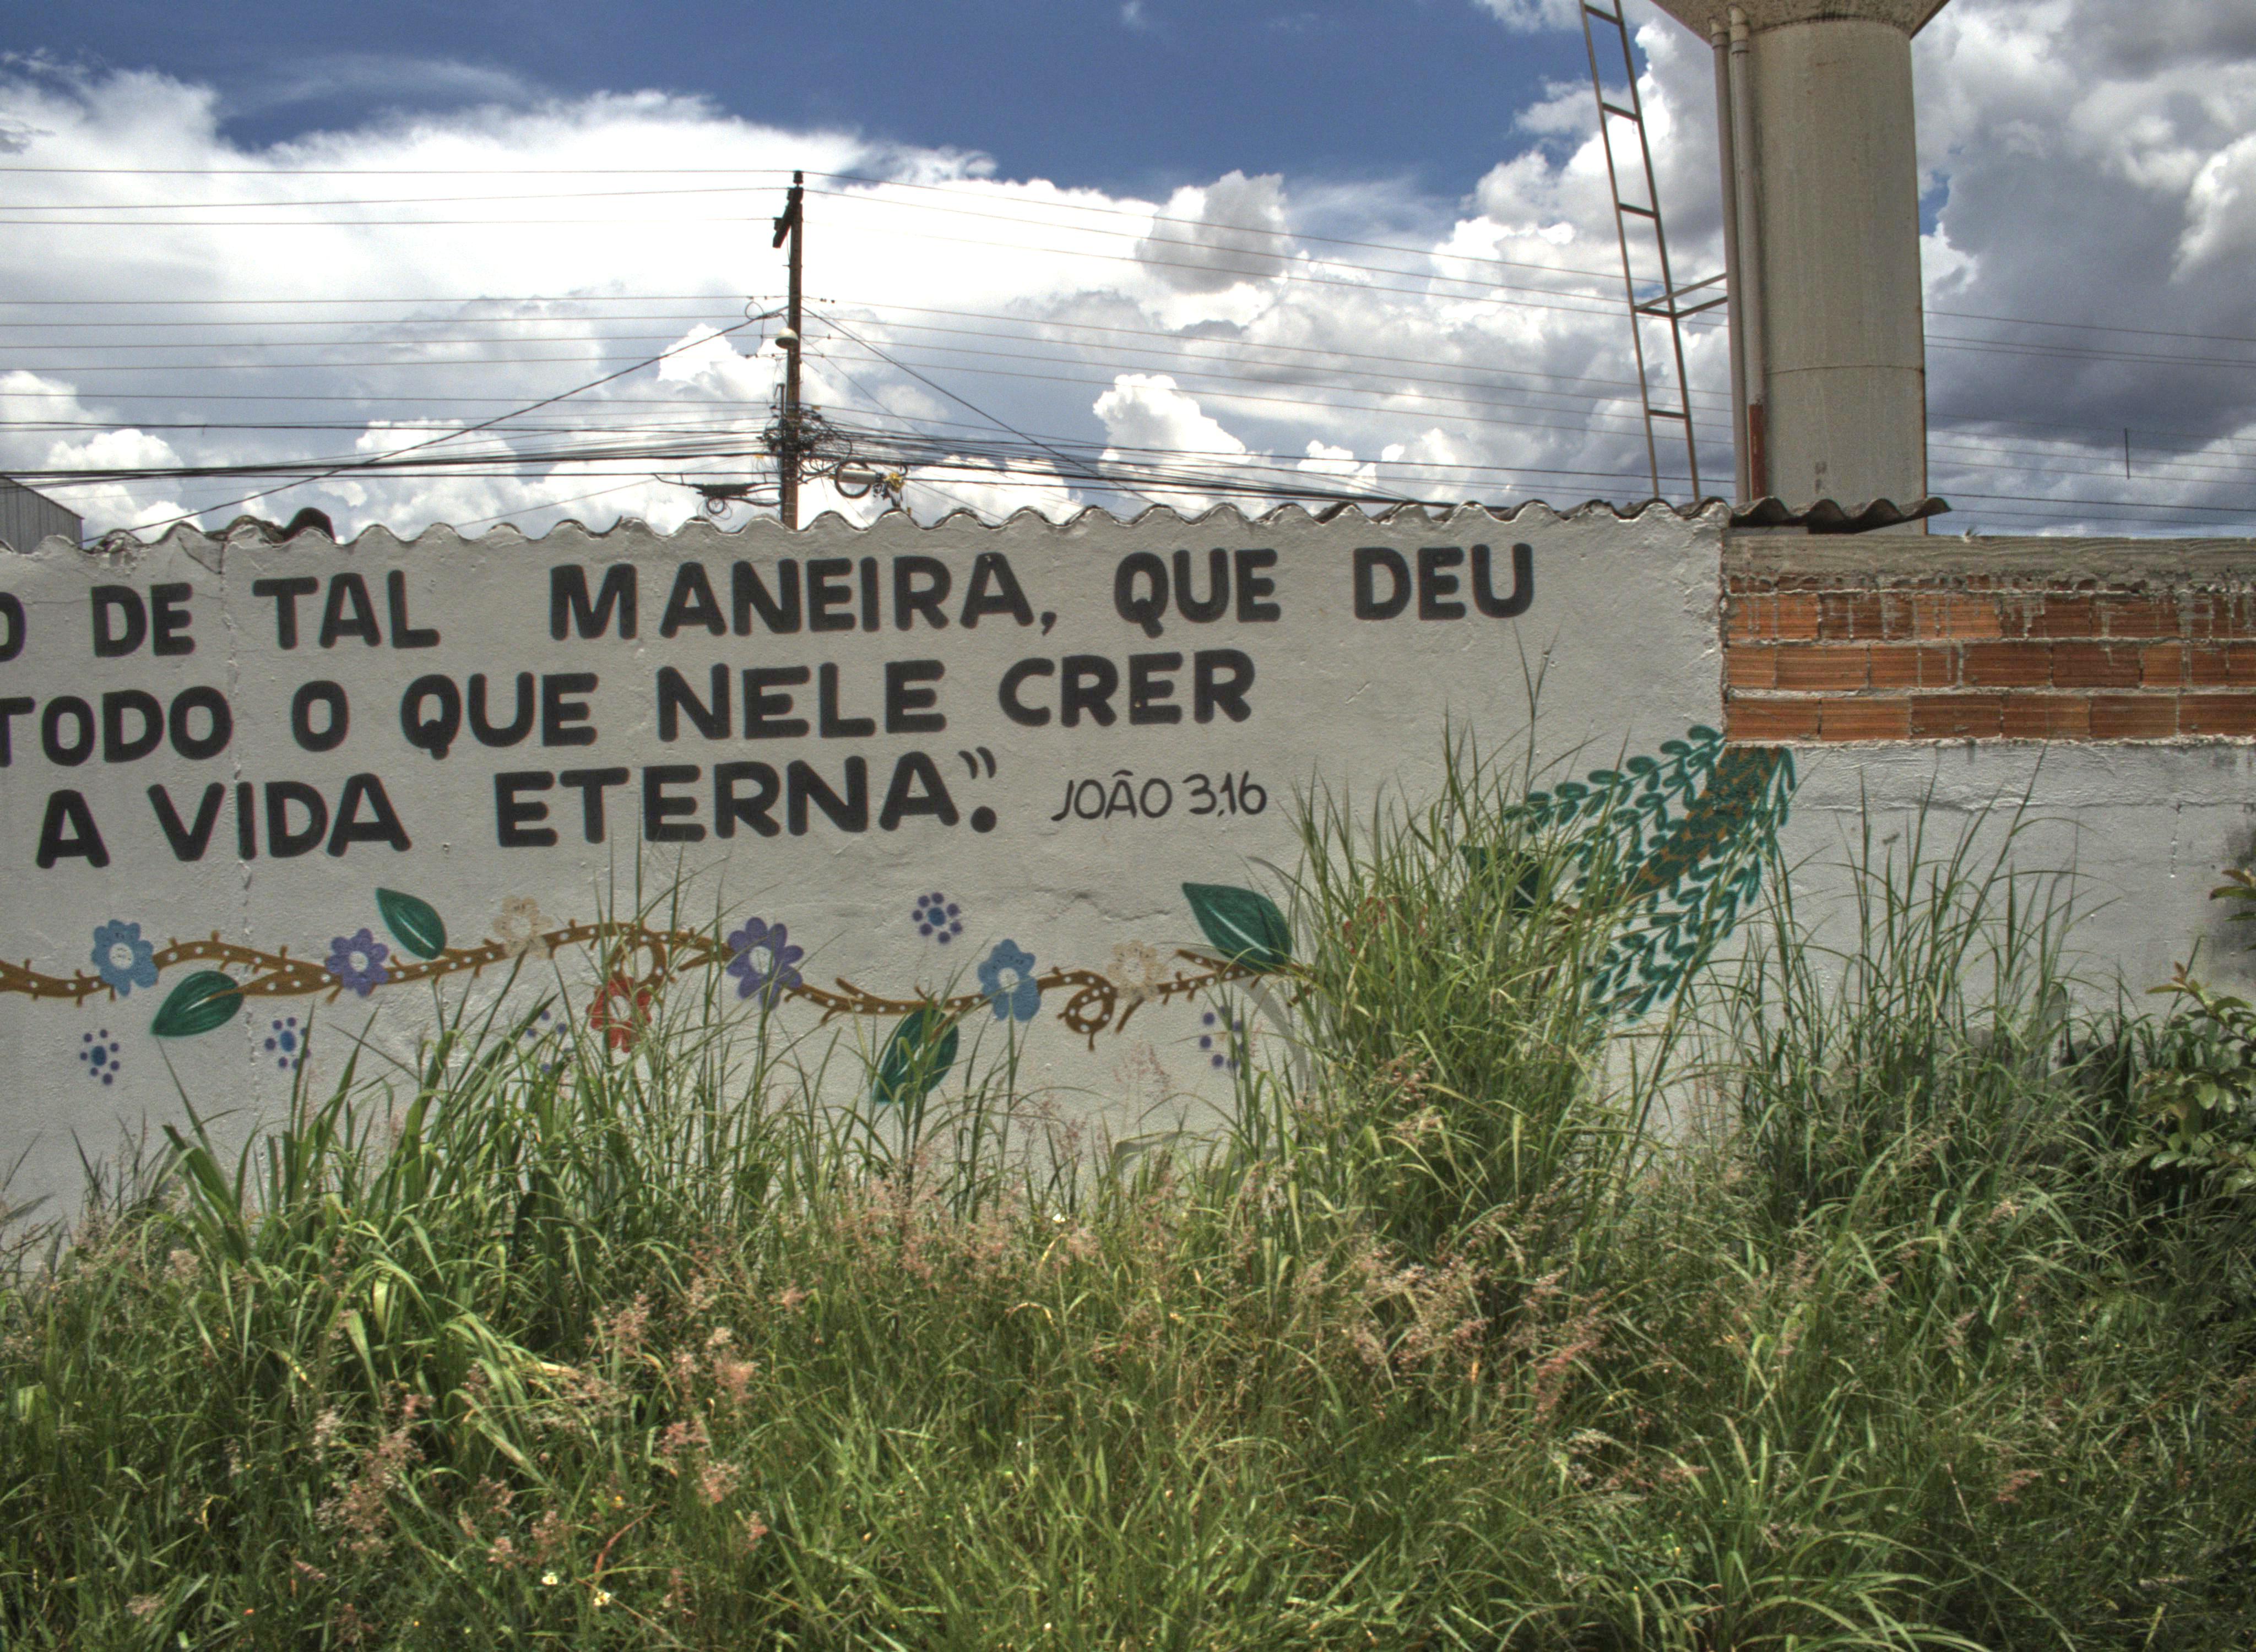 O DE TAL MANEIRA, QUE DEU
TODO O QUE NELE CRER
A VIDA ETERNA”. JOÃO 3,16